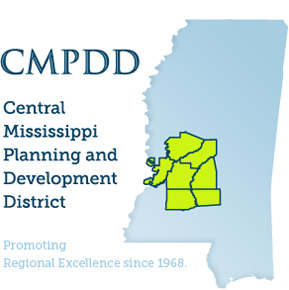 CMPDD
Central
Mississippi
Planning and
Development
District
Promoting
Regional Excellence since 1968.